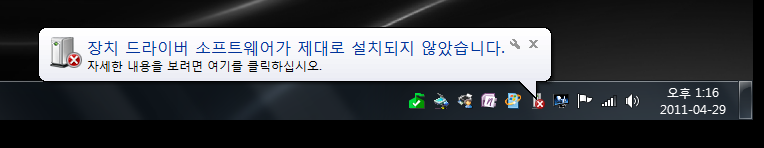 장치 드라이버 소프트웨어가 제대로 설치되지 않았습니다.
자세한 내용을 보려면 여기를 클릭하십시오.
오후 1:16
2011-04-29